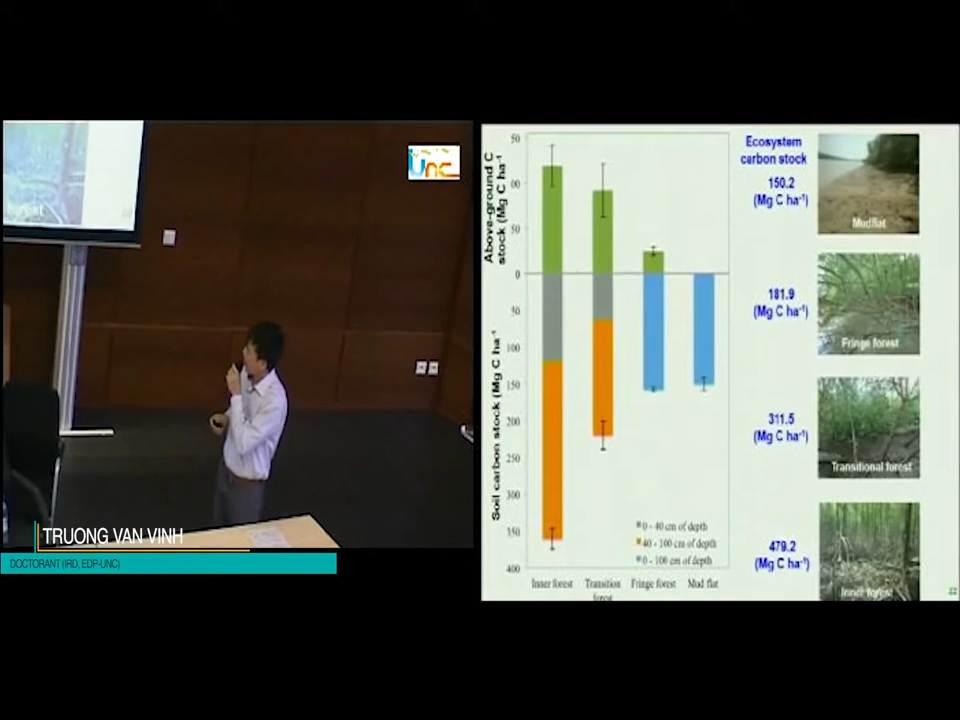 Unc
TRUONG VAN VINH
DOCTORANT (IRD, EDP-UNC)
Above-ground C
stock (Mg C ha⁻¹)
Soil carbon stock (Mg C ha⁻¹
50
00
50
0
50
100
150
200
250
300
350
400
0 - 40 cm of depth
40 - 100 cm of depth
0 - 100 cm of depth
Inner forest
Transition
forest
Fringe forest
Mud flat
Ecosystem
carbon stock
150.2
(Mg C ha⁻¹)
Mudflat
181.9
(Mg C ha⁻¹)
Fringe forest
311.5
(Mg C ha⁻¹)
Transitional forest
479.2
(Mg C ha⁻¹)
Inner forest
22